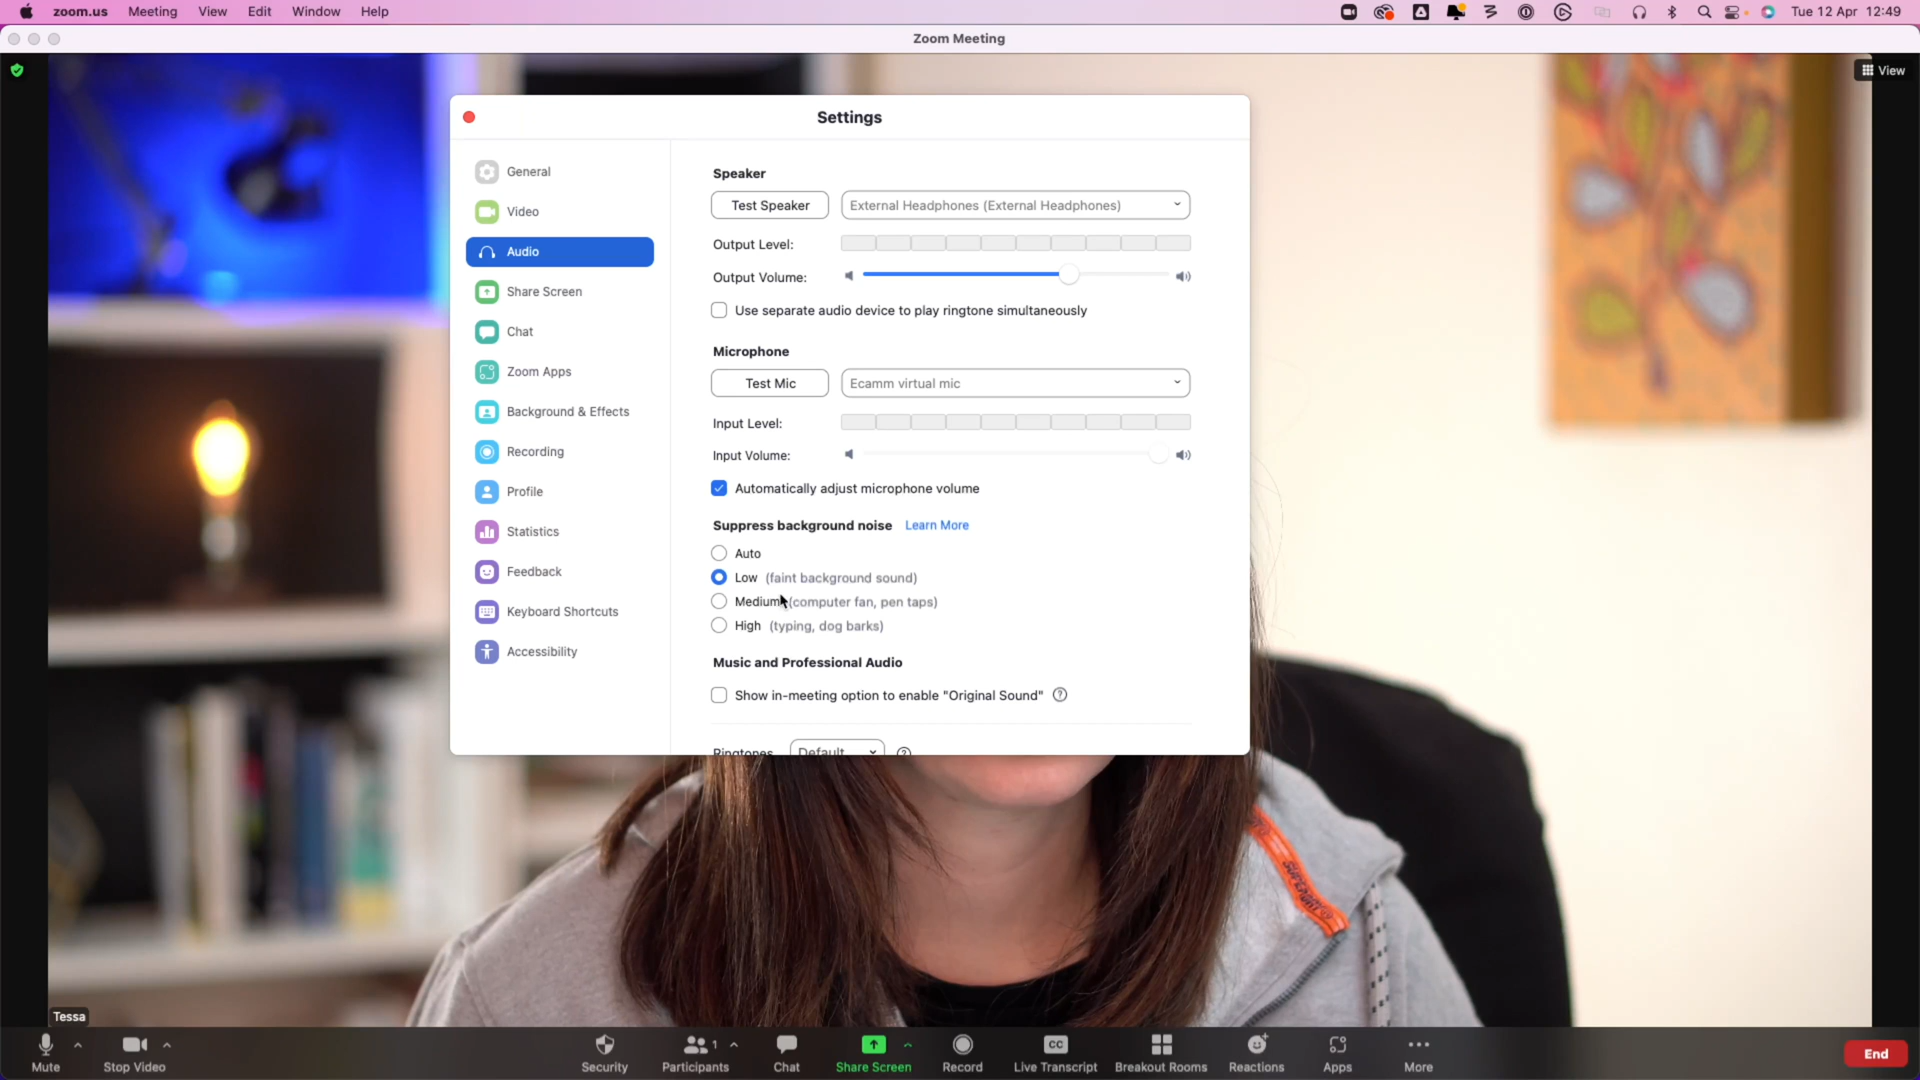 zoom.us Meeting View Edit Window Help Tue 12 Apr 12:49
Zoom Meeting
View
Settings
General
Video
Audio
Share Screen
Chat
Zoom Apps
Background & Effects
Recording
Profile
Statistics
Feedback
Keyboard Shortcuts
Accessibility
Speaker
Test Speaker External Headphones (External Headphones)
Output Level:
Output Volume:
Use separate audio device to play ringtone simultaneously
Microphone
Test Mic Ecamm virtual mic
Input Level:
Input Volume:
Automatically adjust microphone volume
Suppress background noise Learn More
Auto
Low (faint background sound)
Medium (computer fan, pen taps)
High (typing, dog barks)
Music and Professional Audio
Show in-meeting option to enable "Original Sound"
Ringtones Default
SUPERDRY
Tessa
Mute Stop Video Security Participants 1 Chat Share Screen Record CC Live Transcript Breakout Rooms Reactions Apps More End